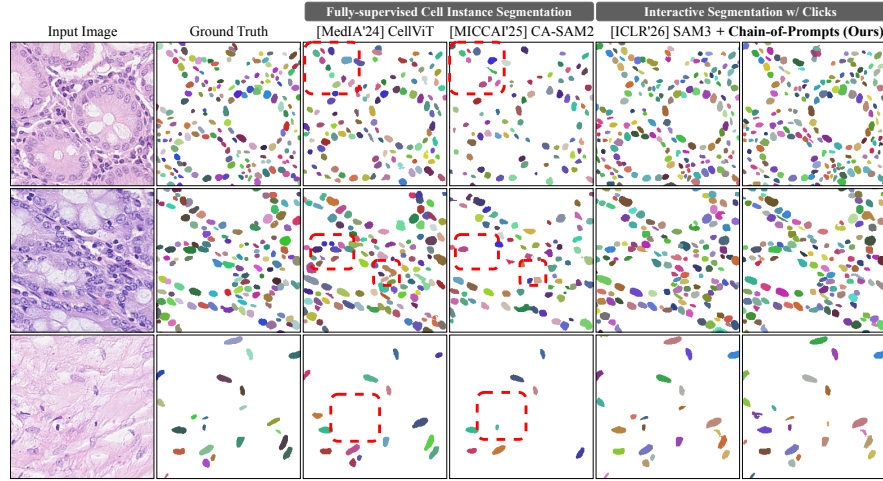 Fully-supervised Cell Instance Segmentation
Interactive Segmentation w/ Clicks
Input Image
Ground Truth
[MedIA'24] CellViT
[MICCAI'25] CA-SAM2
[ICLR'26] SAM3 + Chain-of-Prompts (Ours)